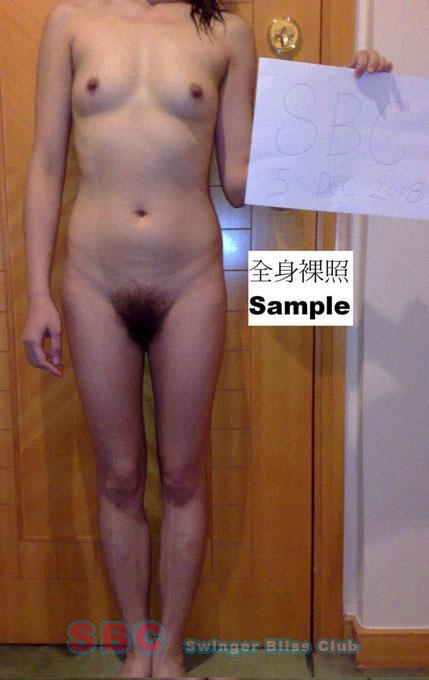 SBC
5 DEC 2008
全身裸照
Sample
SBC Swinger Bliss Club